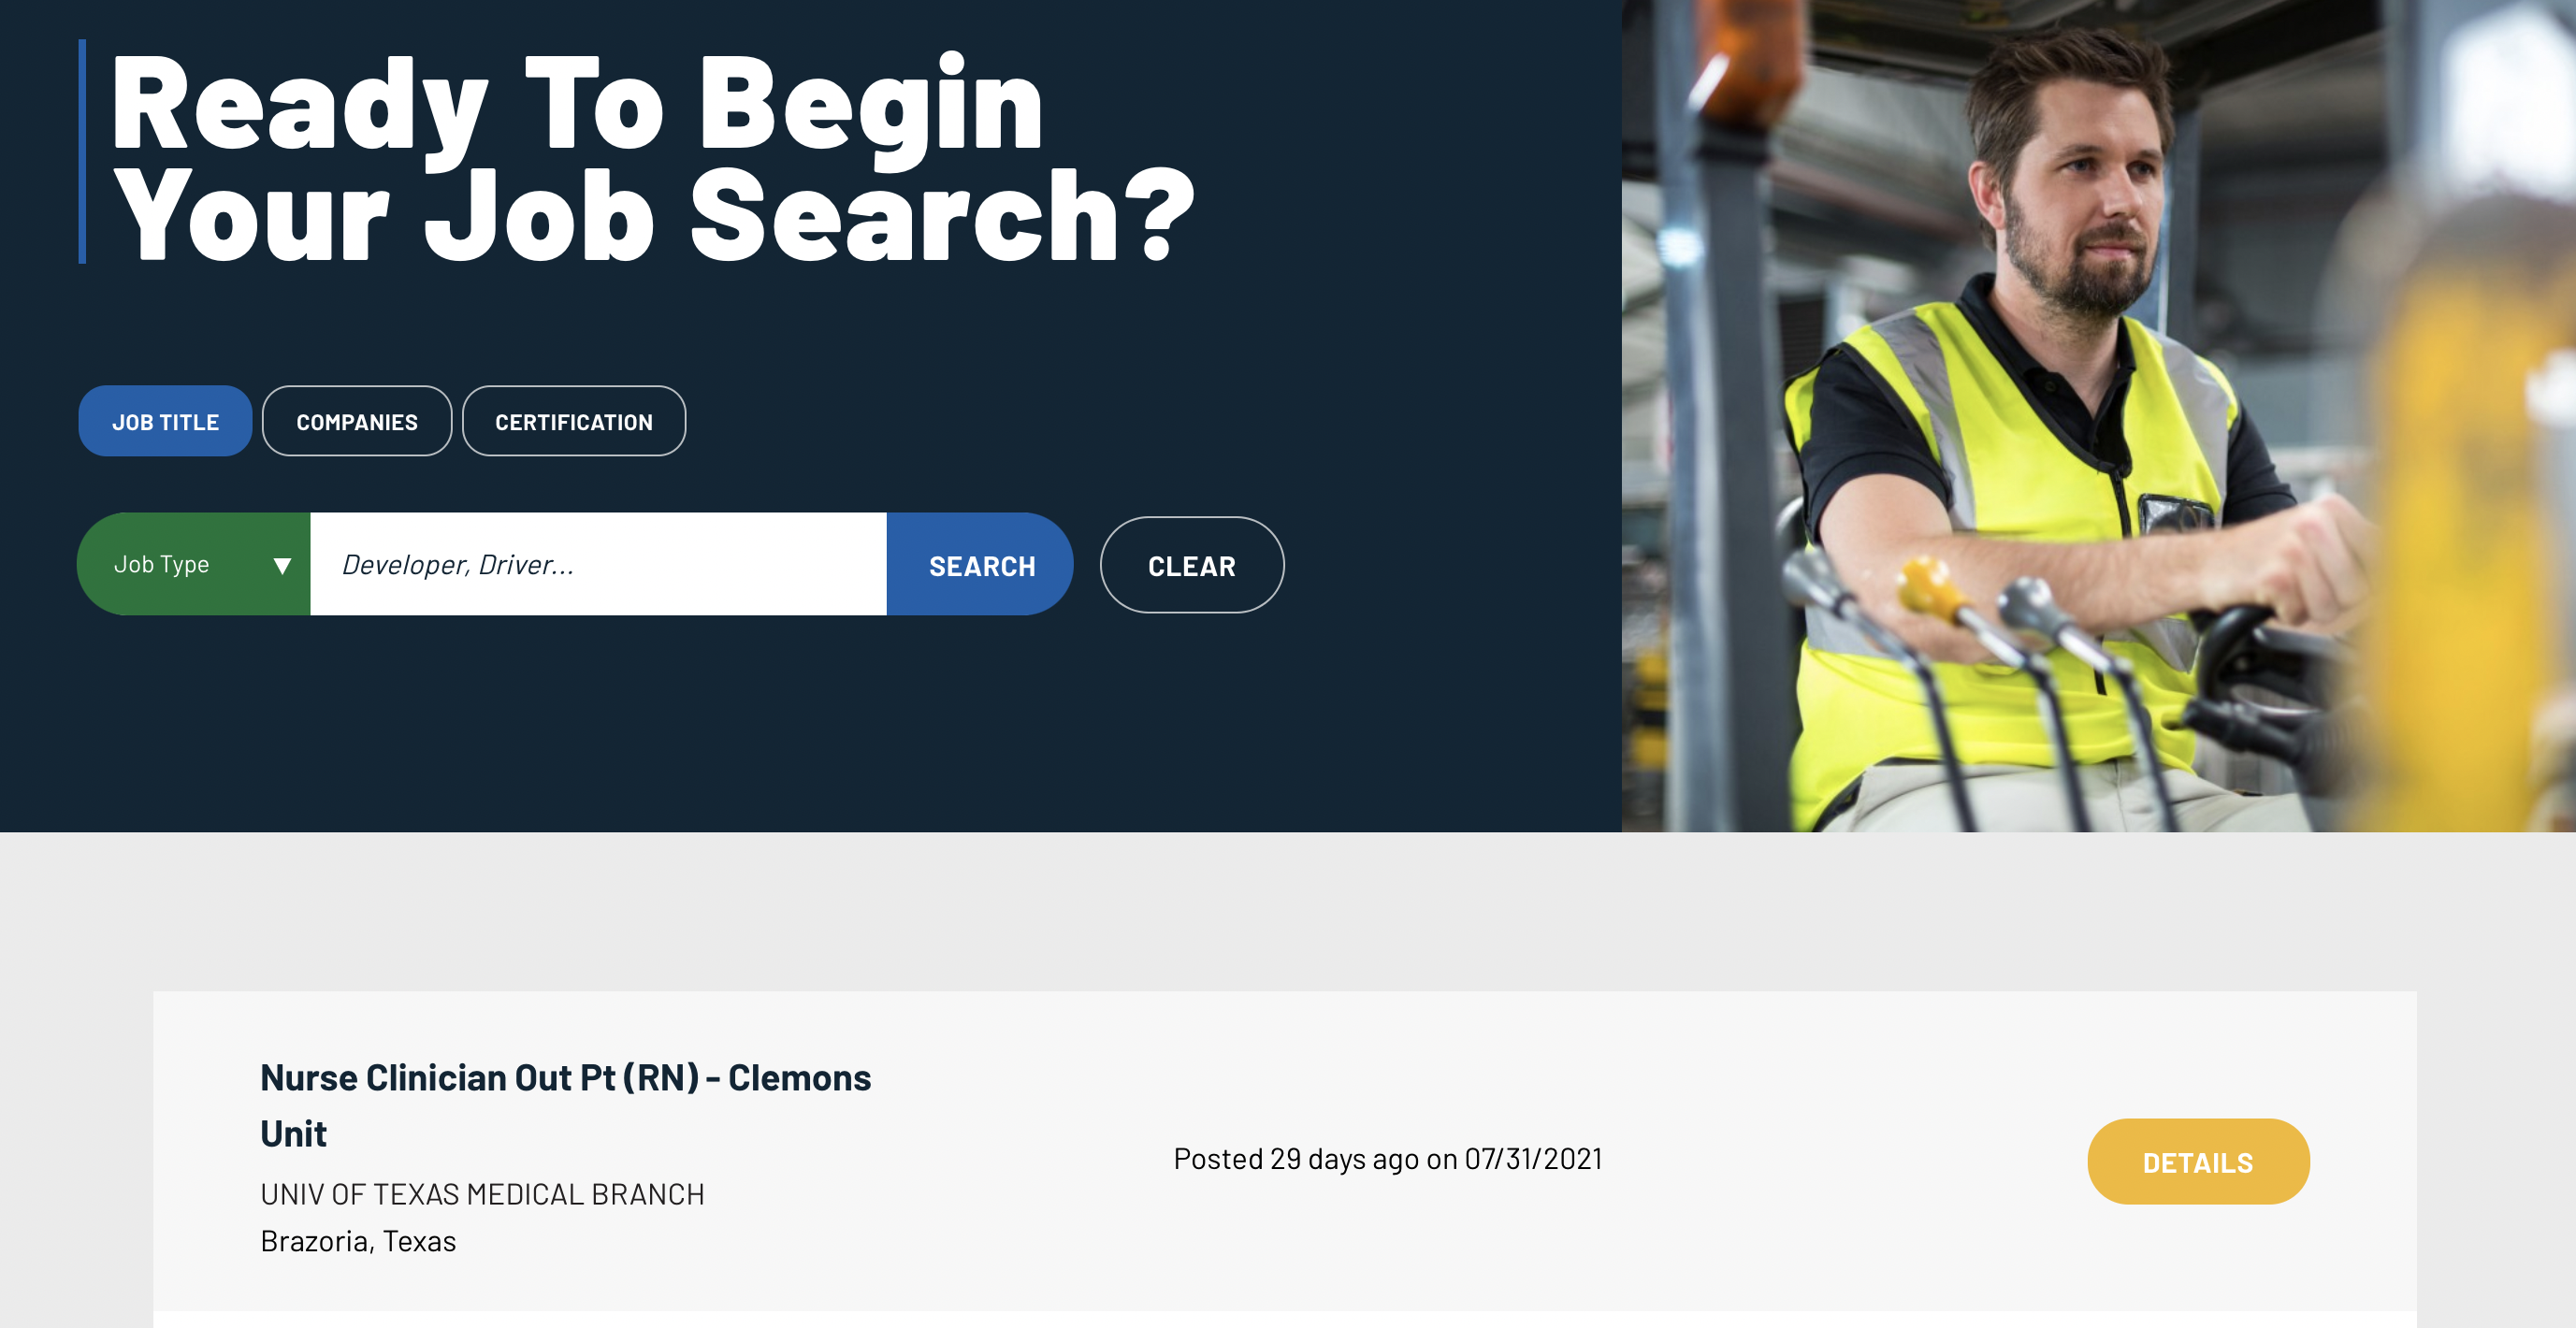 Ready To Begin
Your Job Search?
JOB TITLE
COMPANIES
CERTIFICATION
Job Type
Developer, Driver...
SEARCH
CLEAR
Nurse Clinician Out Pt (RN) - Clemons
Unit
UNIV OF TEXAS MEDICAL BRANCH
Brazoria, Texas
Posted 29 days ago on 07/31/2021
DETAILS